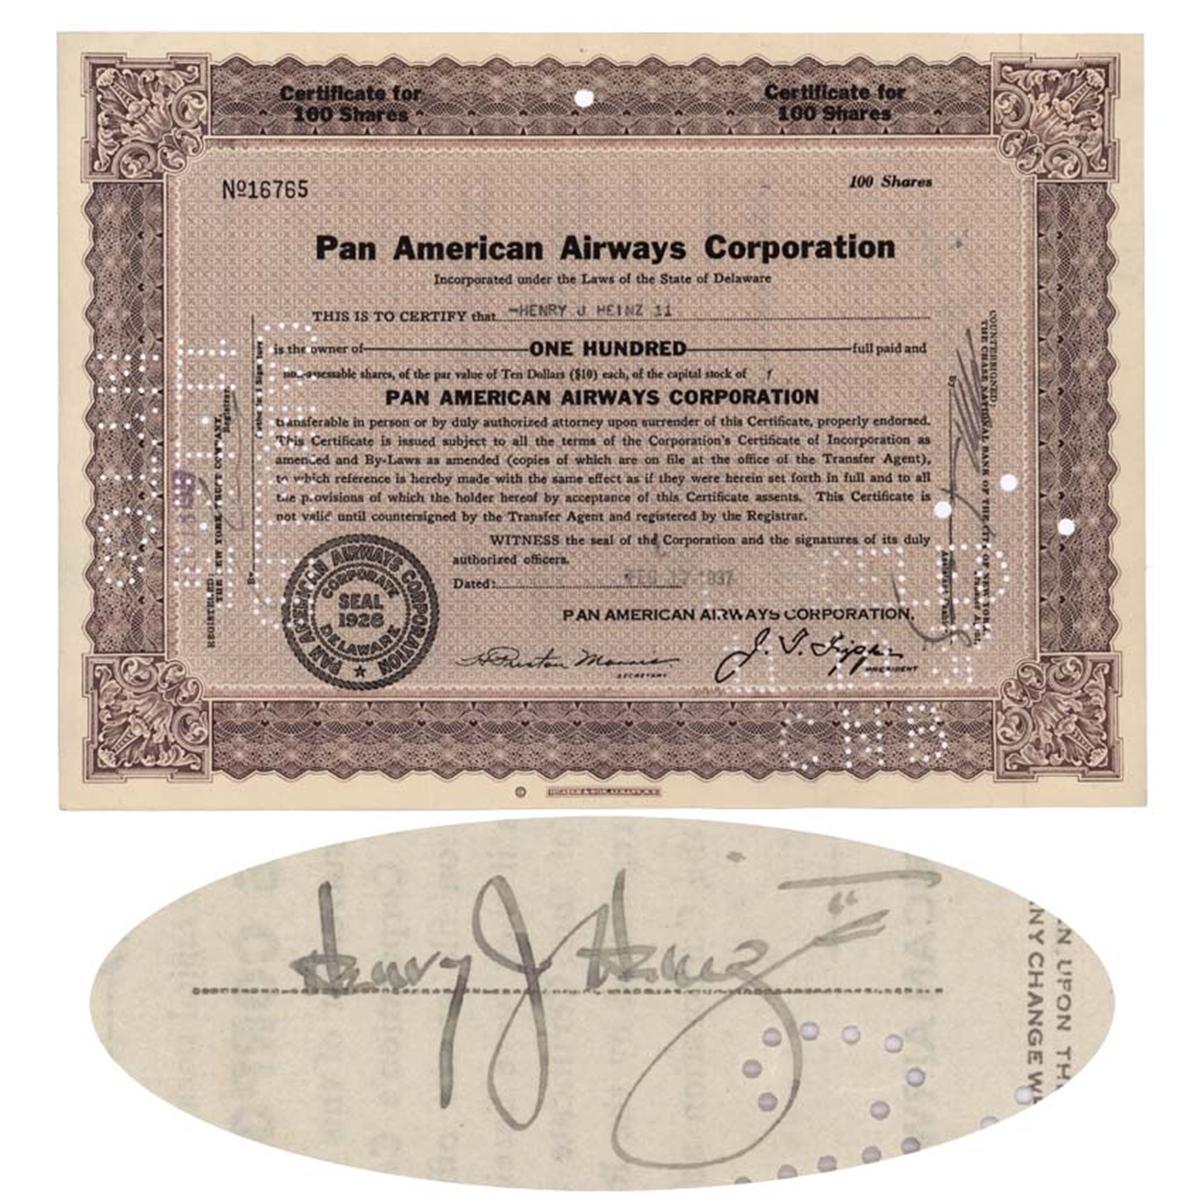 Certificate for
100 Shares
Certificate for
100 Shares
Nº16765
100 Shares
Pan American Airways Corporation
Incorporated under the Laws of the State of Delaware
THIS IS TO CERTIFY that -HENRY J HEINZ 11
is the owner of ONE HUNDRED full paid and
non-assessable shares, of the par value of Ten Dollars ($10) each, of the capital stock of
PAN AMERICAN AIRWAYS CORPORATION
transferable in person or by duly authorized attorney upon surrender of this Certificate, properly endorsed.
This Certificate is issued subject to all the terms of the Corporation's Certificate of Incorporation as
amended and By-Laws as amended (copies of which are on file at the office of the Transfer Agent),
to which reference is hereby made with the same effect as if they were herein set forth in full and to all
the provisions of which the holder hereof by acceptance of this Certificate assents. This Certificate is
not valid until countersigned by the Transfer Agent and registered by the Registrar.
WITNESS the seal of the Corporation and the signatures of its duly
authorized officers.
Dated: FEB 17 1937
PAN AMERICAN AIRWAYS CORPORATION.
J. T. Trippe
SECRETARY
PRESIDENT
PAN AMERICAN AIRWAYS CORPORATION
CORPORATE
SEAL
1928
DELAWARE
REGISTERED:
THE NEW YORK TRUST COMPANY,
Registrar.
By
COUNTERSIGNED:
THE CHASE NATIONAL BANK OF THE CITY OF NEW YORK,
By
CNB
©
Henry J Heinz II
N UPON TH
NY CHANGE W